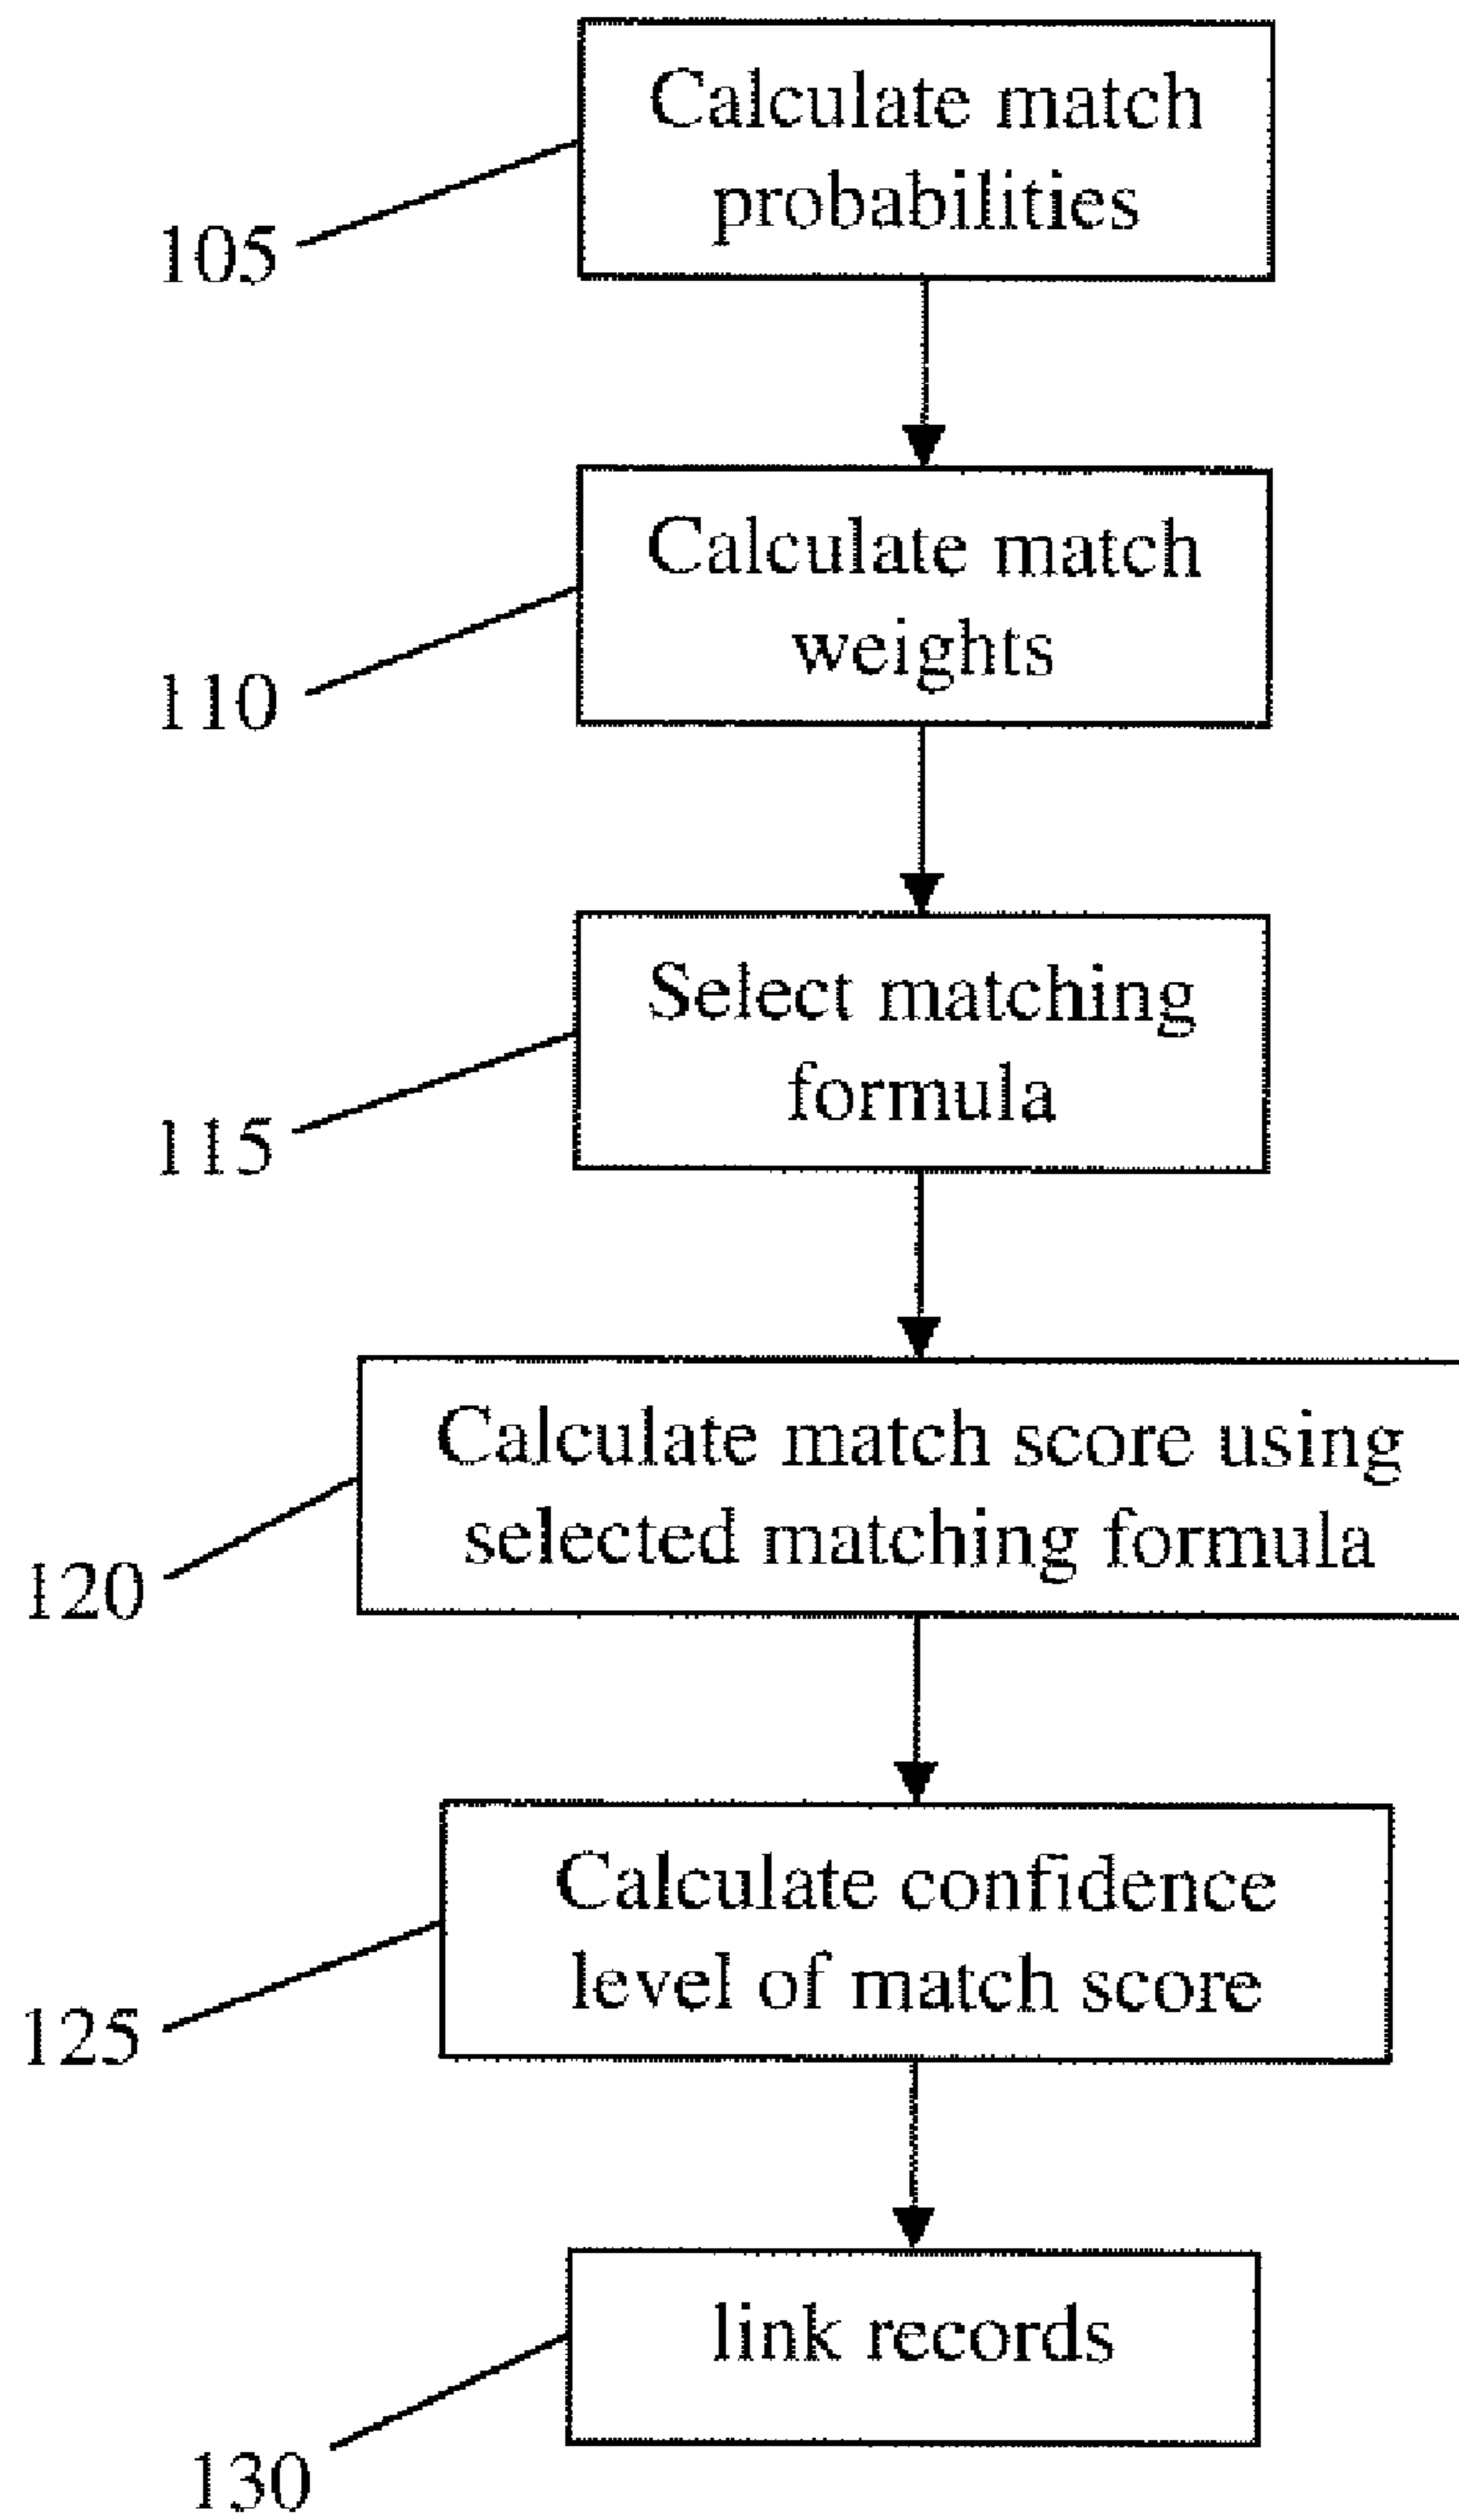 Calculate match
probabilities
105
Calculate match
weights
110
Select matching
formula
115
Calculate match score using
selected matching formula
120
Calculate confidence
level of match score
125
link records
130